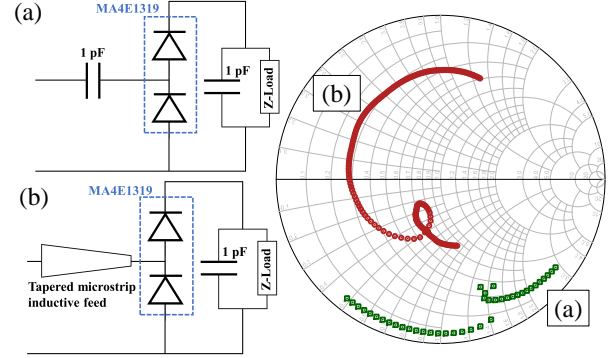 (a)
MA4E1319
1 pF
1 pF
Z-Load
(b)
MA4E1319
1 pF
Z-Load
Tapered microstrip
inductive feed
(b)
(a)